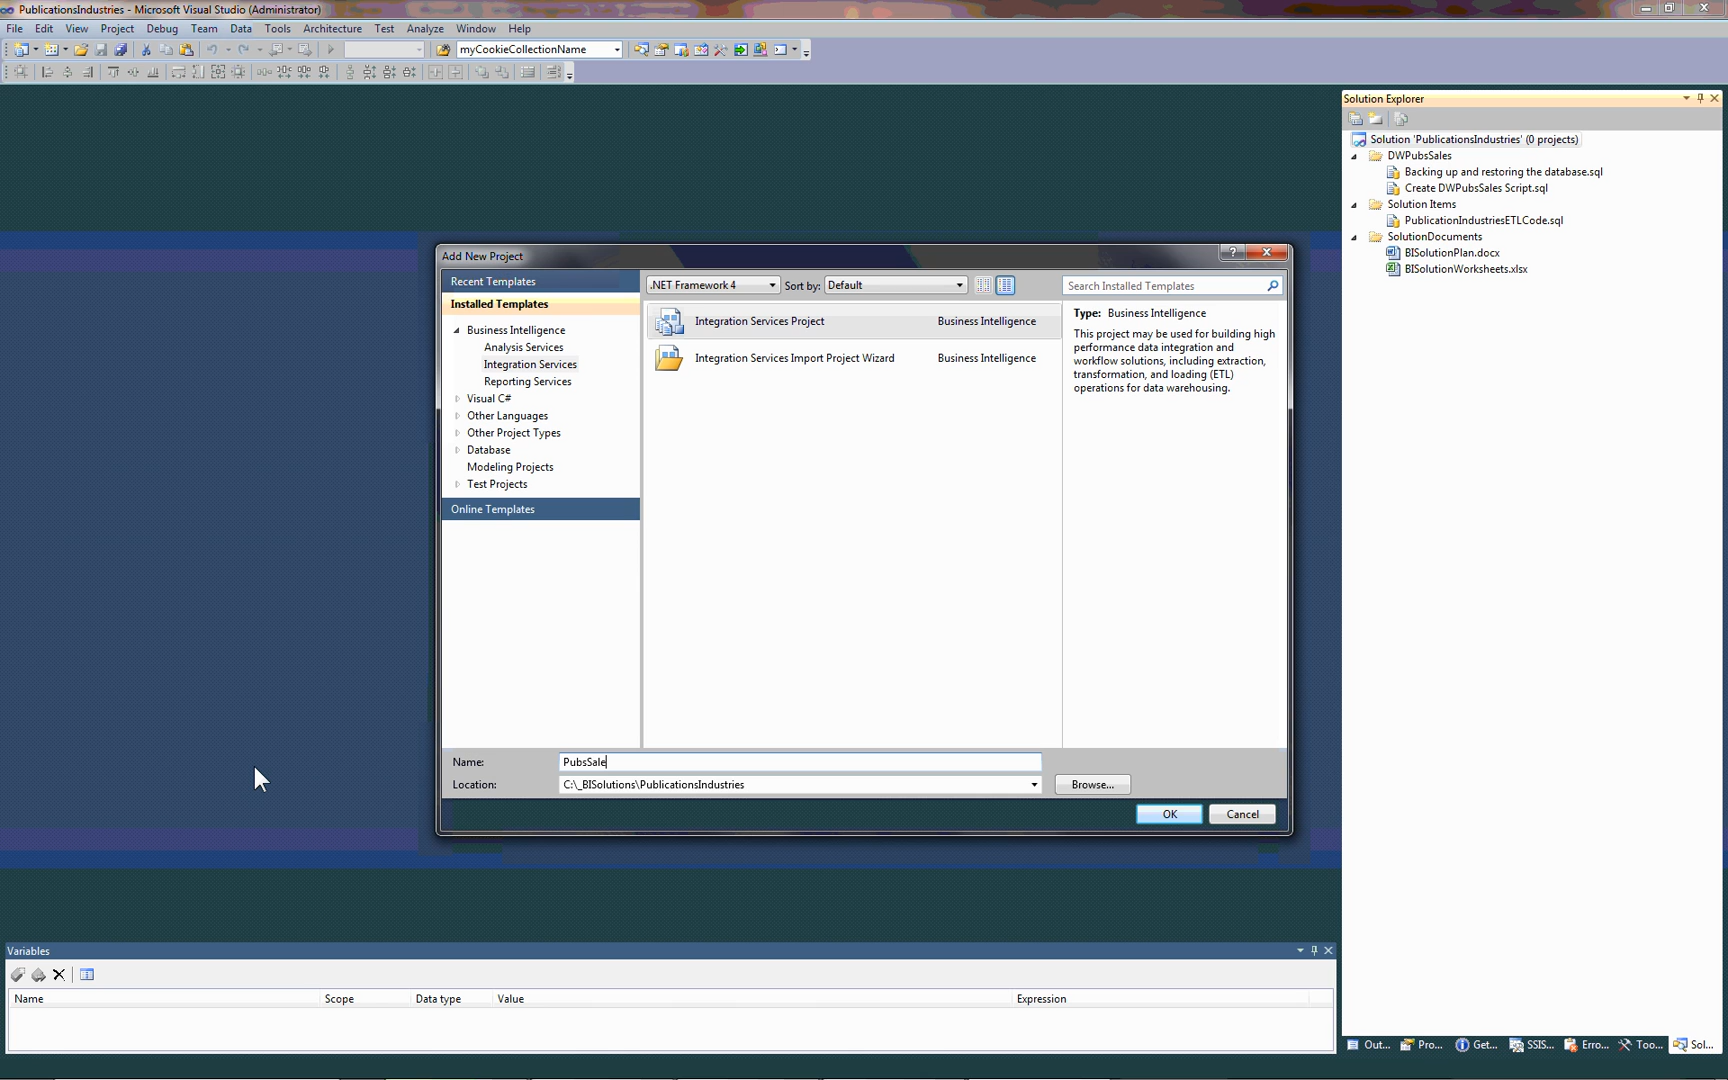 PublicationsIndustries - Microsoft Visual Studio (Administrator)
File Edit View Project Debug Team Data Tools Architecture Test Analyze Window Help
myCookieCollectionName
Solution Explorer
Solution 'PublicationsIndustries' (0 projects)
DWPubsSales
Backing up and restoring the database.sql
Create DWPubsSales Script.sql
Solution Items
PublicationIndustriesETLCode.sql
SolutionDocuments
BISolutionPlan.docx
BISolutionWorksheets.xlsx
Add New Project
Recent Templates
Installed Templates
Business Intelligence
Analysis Services
Integration Services
Reporting Services
Visual C#
Other Languages
Other Project Types
Database
Modeling Projects
Test Projects
Online Templates
.NET Framework 4 Sort by: Default
Search Installed Templates
Integration Services Project Business Intelligence
Integration Services Import Project Wizard Business Intelligence
Type: Business Intelligence
This project may be used for building high
performance data integration and
workflow solutions, including extraction,
transformation, and loading (ETL)
operations for data warehousing.
Name: PubsSale
Location: C:\_BISolutions\PublicationsIndustries Browse...
OK Cancel
Variables
Name Scope Data type Value Expression
Out... Pro... Get... SSIS... Erro... Too... Sol...